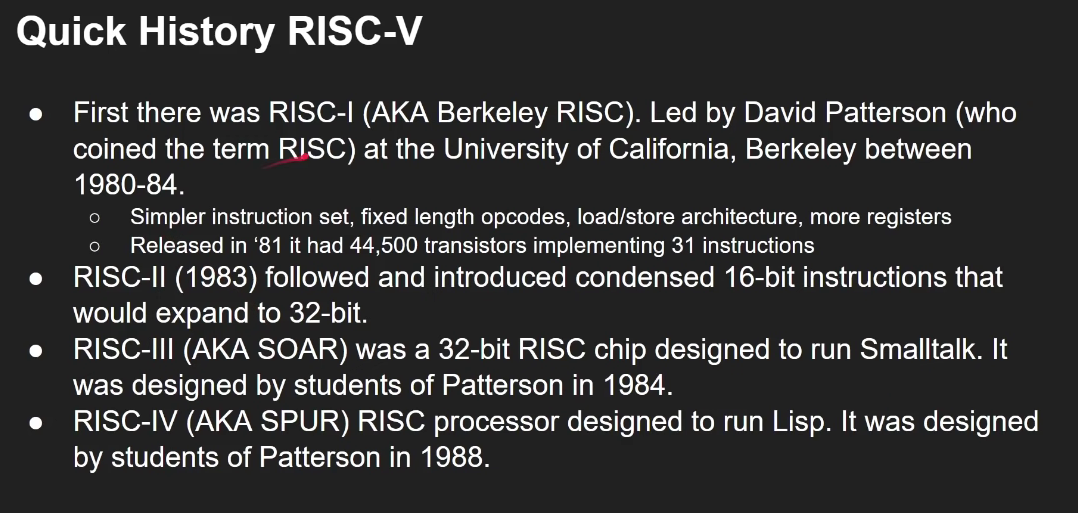 Quick History RISC-V
● First there was RISC-I (AKA Berkeley RISC). Led by David Patterson (who
coined the term RISC) at the University of California, Berkeley between
1980-84.
○ Simpler instruction set, fixed length opcodes, load/store architecture, more registers
○ Released in ‘81 it had 44,500 transistors implementing 31 instructions
● RISC-II (1983) followed and introduced condensed 16-bit instructions that
would expand to 32-bit.
● RISC-III (AKA SOAR) was a 32-bit RISC chip designed to run Smalltalk. It
was designed by students of Patterson in 1984.
● RISC-IV (AKA SPUR) RISC processor designed to run Lisp. It was designed
by students of Patterson in 1988.